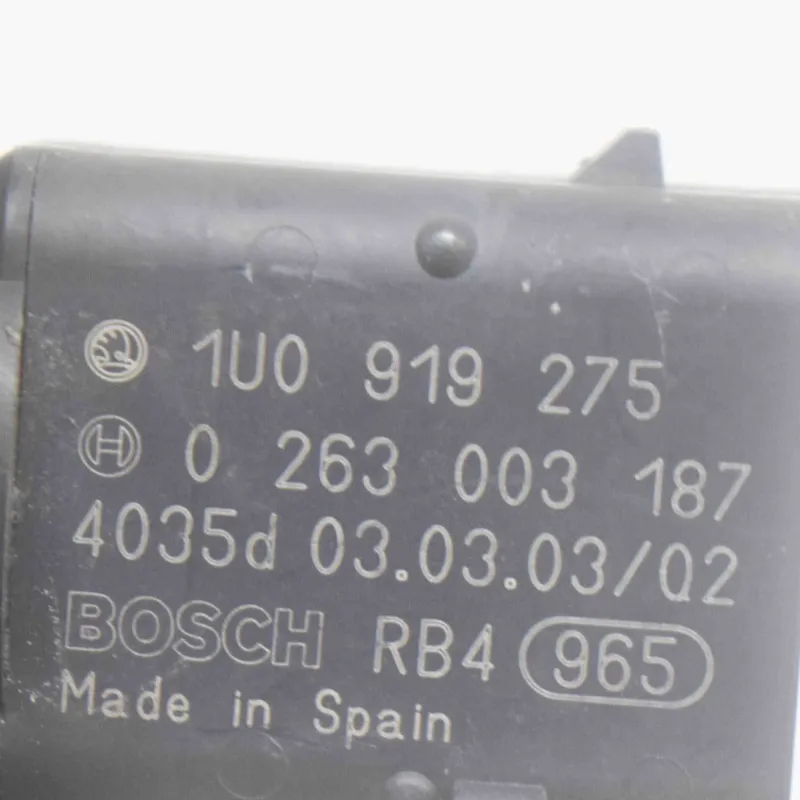 1U0 919 275
0 263 003 187
4035d 03.03.03/02
BOSCH RB4 965
Made in Spain